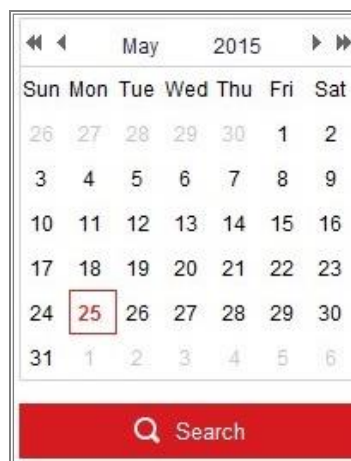 May 2015
Sun Mon Tue Wed Thu Fri Sat
26 27 28 29 30 1 2
3 4 5 6 7 8 9
10 11 12 13 14 15 16
17 18 19 20 21 22 23
24 25 26 27 28 29 30
31 1 2 3 4 5 6
Search